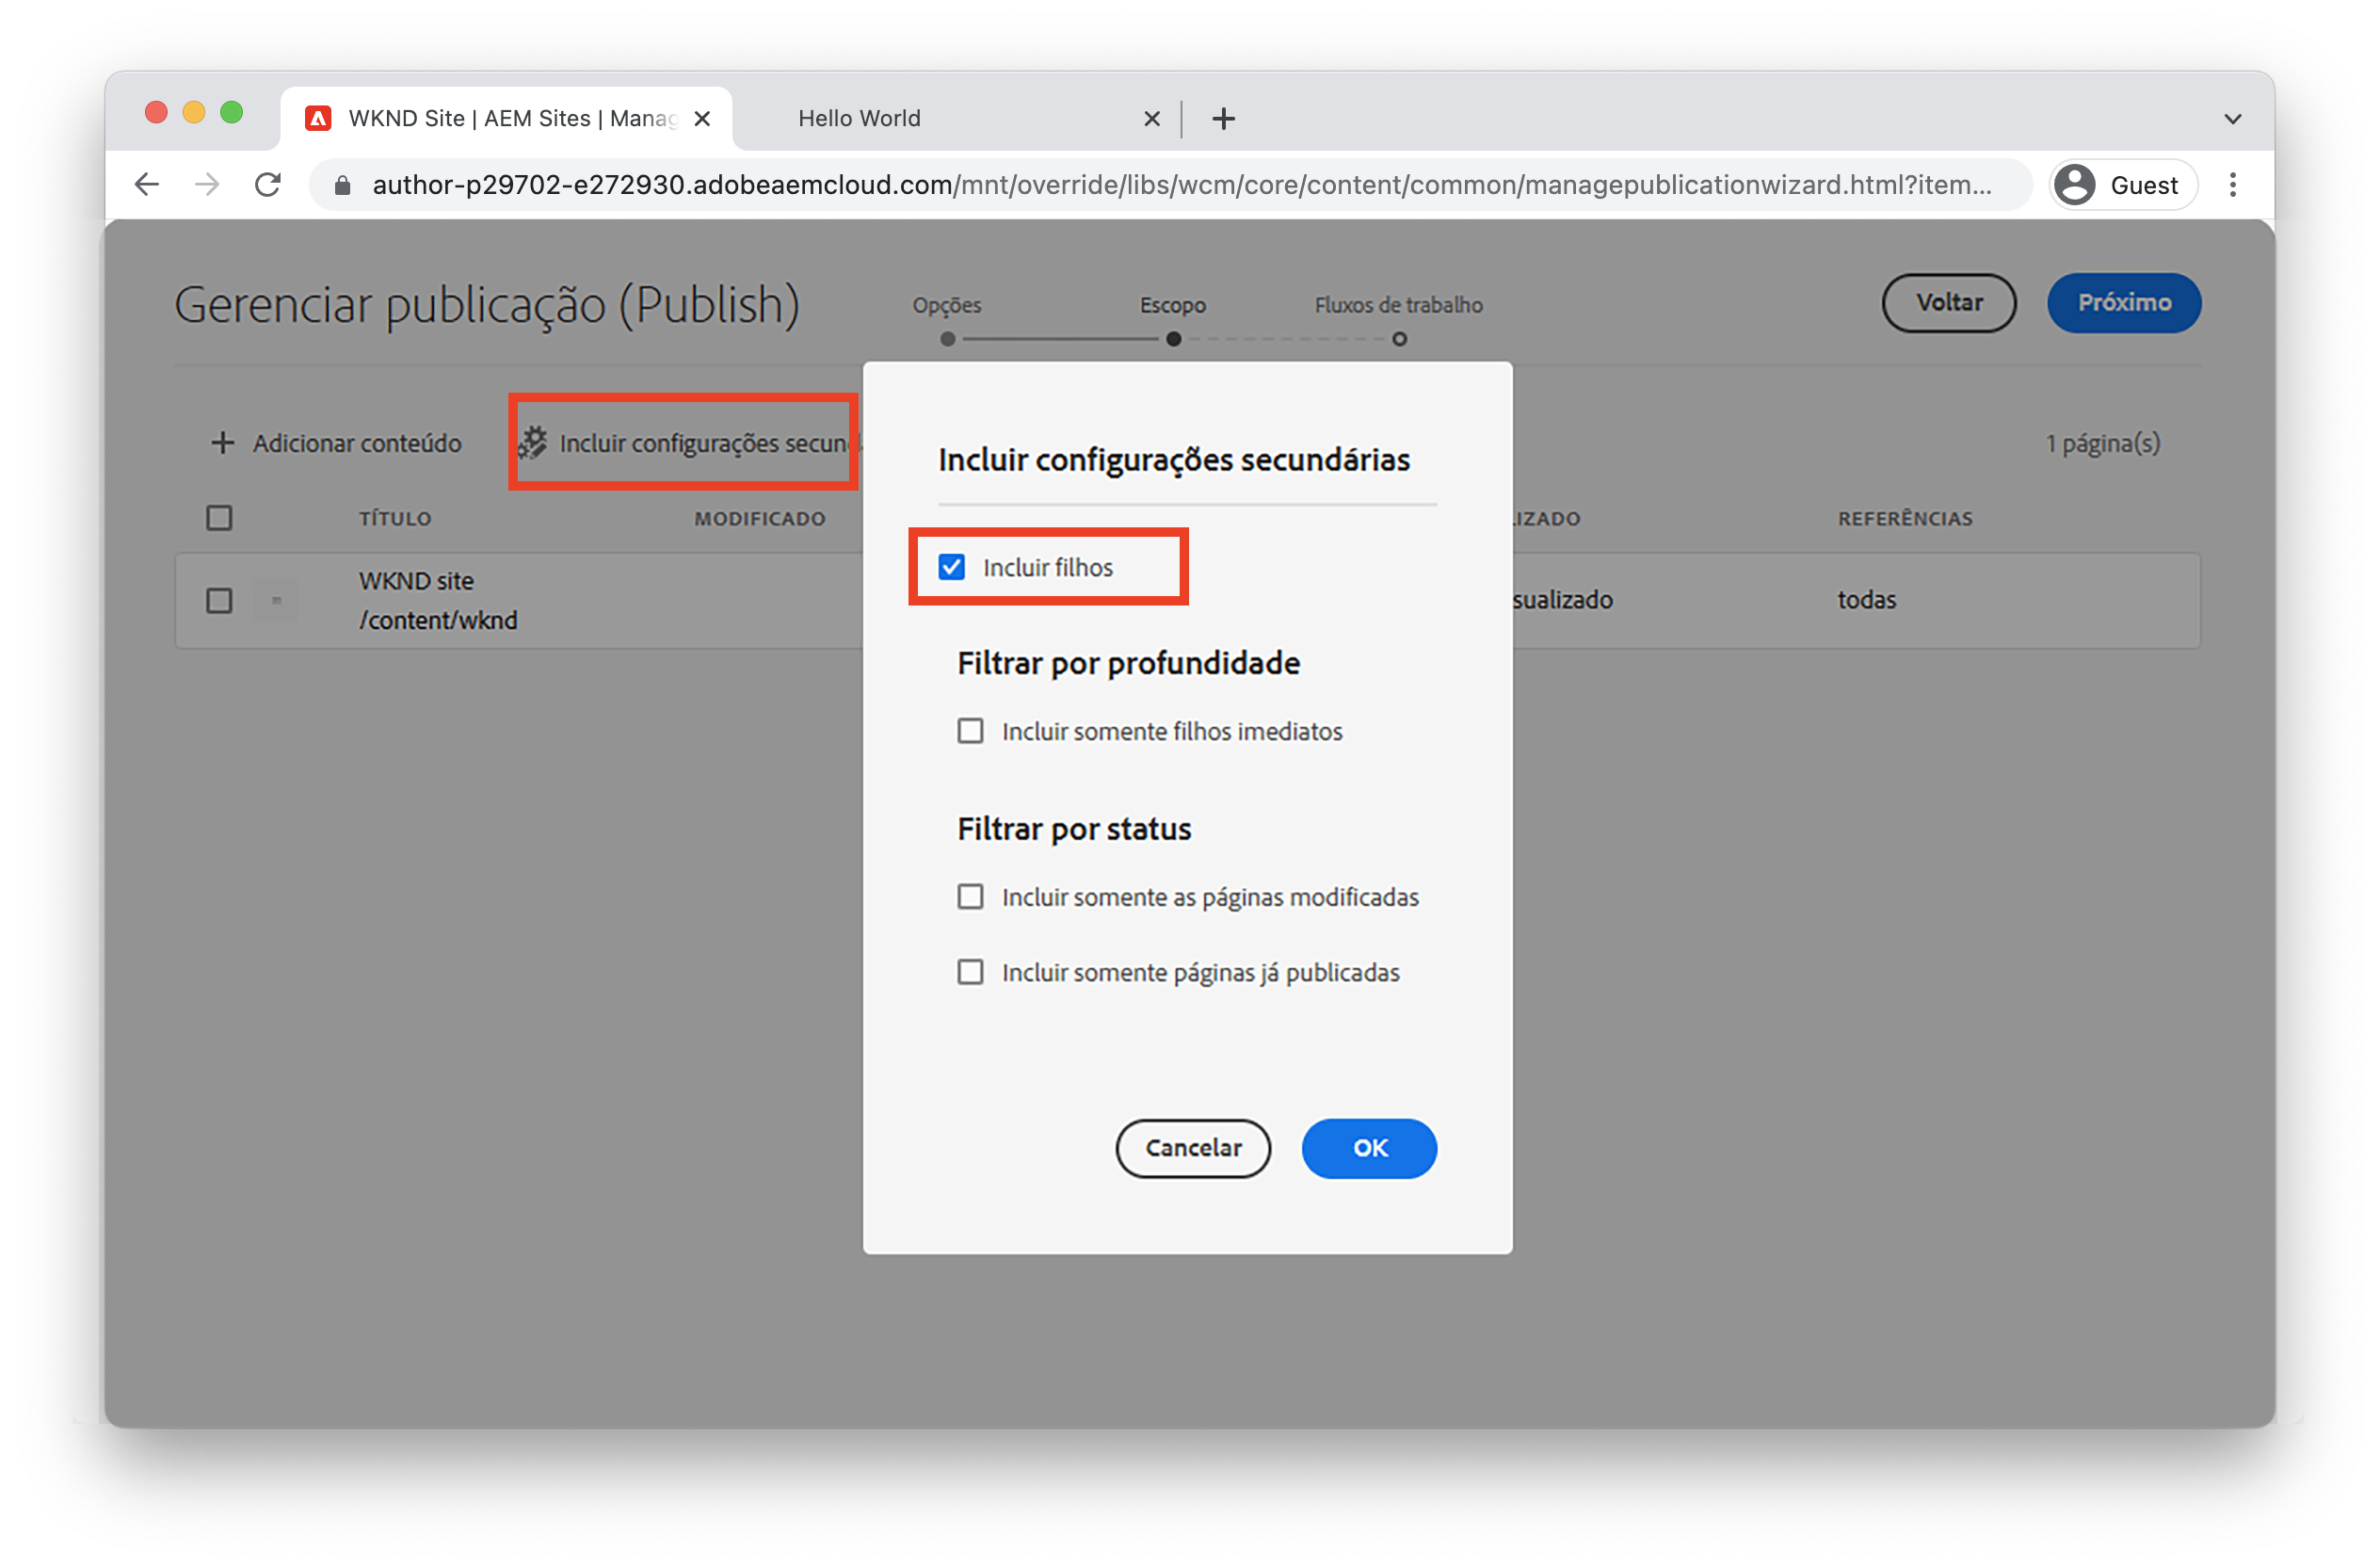 WKND Site | AEM Sites | Manag
Hello World
author-p29702-e272930.adobeaemcloud.com/mnt/override/libs/wcm/core/content/common/managepublicationwizard.html?item...
Guest
Gerenciar publicação (Publish)
Opções
Escopo
Fluxos de trabalho
Voltar
Próximo
Adicionar conteúdo
Incluir configurações secund
1 página(s)
TÍTULO
MODIFICADO
IZADO
REFERÊNCIAS
WKND site
/content/wknd
sualizado
todas
Incluir configurações secundárias
Incluir filhos
Filtrar por profundidade
Incluir somente filhos imediatos
Filtrar por status
Incluir somente as páginas modificadas
Incluir somente páginas já publicadas
Cancelar
OK